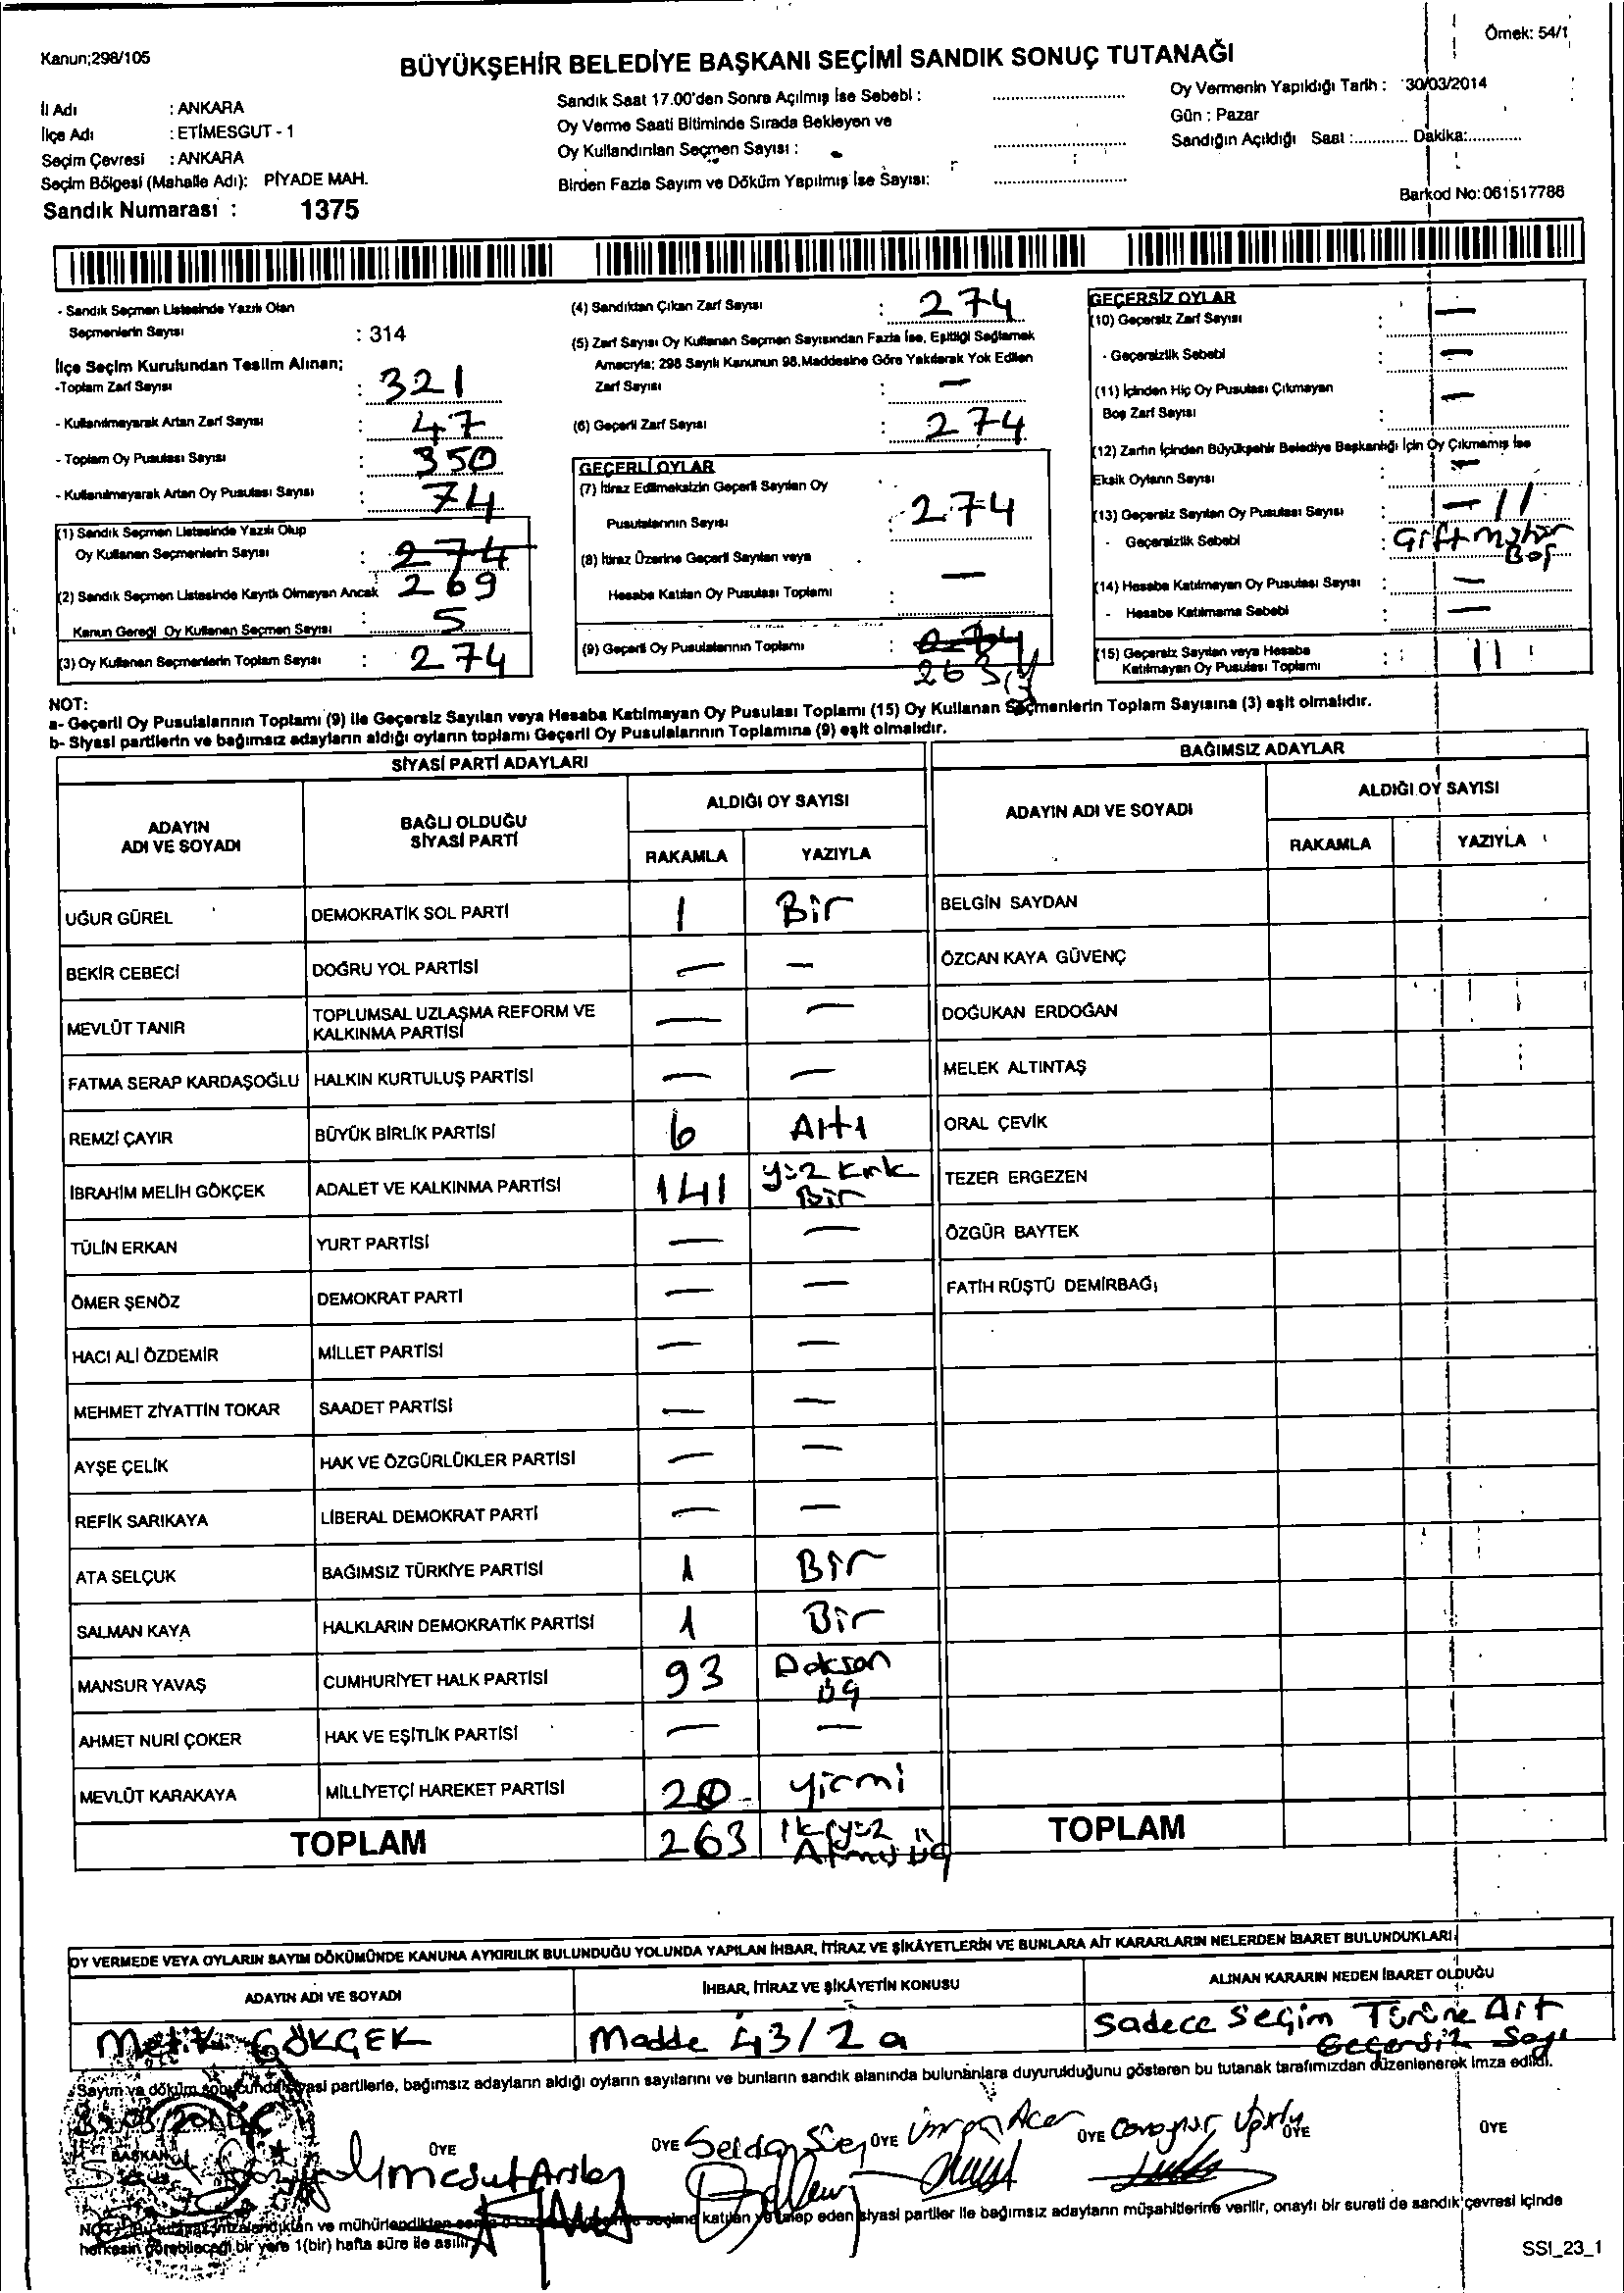 Kanun;298/105
Örnek: 54/1
BÜYÜKŞEHİR BELEDİYE BAŞKANI SEÇİMİ SANDIK SONUÇ TUTANAĞI
İl Adı : ANKARA
İlçe Adı : ETİMESGUT - 1
Seçim Çevresi : ANKARA
Seçim Bölgesi (Mahalle Adı): PİYADE MAH.
Sandık Numarası : 1375
Sandık Saat 17.00'den Sonra Açılmış İse Sebebi :
Oy Verme Saati Bitiminde Sırada Bekleyen ve
Oy Kullandırılan Seçmen Sayısı :
Birden Fazla Sayım ve Döküm Yapılmış İse Sayısı:
Oy Vermenin Yapıldığı Tarih : 30/03/2014
Gün : Pazar
Sandığın Açıldığı Saat :............ Dakika:............
Barkod No: 061517788
- Sandık Seçmen Listesinde Yazılı Olan
Seçmenlerin Sayısı : 314
İlçe Seçim Kurulundan Teslim Alınan;
-Toplam Zarf Sayısı : 321
- Kullanılmayarak Artan Zarf Sayısı : 47
- Toplam Oy Pusulası Sayısı : 350
- Kullanılmayarak Artan Oy Pusulası Sayısı : 74
(1) Sandık Seçmen Listesinde Yazılı Olup
Oy Kullanan Seçmenlerin Sayısı : 274
269
(2) Sandık Seçmen Listesinde Kayıtlı Olmayan Ancak
Kanun Gereği Oy Kullanan Seçmen Sayısı 5
(3) Oy Kullanan Seçmenlerin Toplam Sayısı : 274
(4) Sandıktan Çıkan Zarf Sayısı : 274
(5) Zarf Sayısı Oy Kullanan Seçmen Sayısından Fazla İse, Eşitliği Sağlamak
Amacıyla; 298 Sayılı Kanunun 98.Maddesine Göre Yakılarak Yok Edilen
Zarf Sayısı : —
(6) Geçerli Zarf Sayısı : 274
GEÇERLİ OYLAR
(7) İtiraz Edilmeksizin Geçerli Sayılan Oy
Pusulalarının Sayısı : 274
(8) İtiraz Üzerine Geçerli Sayılan veya
Hesaba Katılan Oy Pusulası Toplamı : —
(9) Geçerli Oy Pusulalarının Toplamı : 274
263
GEÇERSİZ OYLAR
(10) Geçersiz Zarf Sayısı : —
- Geçersizlik Sebebi : —
(11) İçinden Hiç Oy Pusulası Çıkmayan
Boş Zarf Sayısı : —
(12) Zarfın İçinden Büyükşehir Belediye Başkanlığı İçin Oy Çıkmamış İse
Eksik Oyların Sayısı —
(13) Geçersiz Sayılan Oy Pusulası Sayısı : — 11
- Geçersizlik Sebebi : Çift mühür
Boş
(14) Hesaba Katılmayan Oy Pusulası Sayısı : —
- Hesaba Katılmama Sebebi : —
(15) Geçersiz Sayılan veya Hesaba
Katılmayan Oy Pusulası Toplamı : 11
NOT:
a- Geçerli Oy Pusulalarının Toplamı (9) ile Geçersiz Sayılan veya Hesaba Katılmayan Oy Pusulası Toplamı (15) Oy Kullanan Seçmenlerin Toplam Sayısına (3) eşit olmalıdır.
b- Siyasi partilerin ve bağımsız adayların aldığı oyların toplamı Geçerli Oy Pusulalarının Toplamına (9) eşit olmalıdır.
SİYASİ PARTİ ADAYLARI
ADAYIN ADI VE SOYADI BAĞLI OLDUĞU SİYASİ PARTİ ALDIĞI OY SAYISI
RAKAMLA YAZIYLA
UĞUR GÜREL DEMOKRATİK SOL PARTİ 1 Bir
BEKİR CEBECİ DOĞRU YOL PARTİSİ — —
MEVLÜT TANIR TOPLUMSAL UZLAŞMA REFORM VE KALKINMA PARTİSİ — —
FATMA SERAP KARDAŞOĞLU HALKIN KURTULUŞ PARTİSİ — —
REMZİ ÇAYIR BÜYÜK BİRLİK PARTİSİ 6 Altı
İBRAHİM MELİH GÖKÇEK ADALET VE KALKINMA PARTİSİ 141 yüz kırk Bir
TÜLİN ERKAN YURT PARTİSİ — —
ÖMER ŞENÖZ DEMOKRAT PARTİ — —
HACI ALİ ÖZDEMİR MİLLET PARTİSİ — —
MEHMET ZİYATTİN TOKAR SAADET PARTİSİ — —
AYŞE ÇELİK HAK VE ÖZGÜRLÜKLER PARTİSİ — —
REFİK SARIKAYA LİBERAL DEMOKRAT PARTİ — —
ATA SELÇUK BAĞIMSIZ TÜRKİYE PARTİSİ 1 Bir
SALMAN KAYA HALKLARIN DEMOKRATİK PARTİSİ 1 Bir
MANSUR YAVAŞ CUMHURİYET HALK PARTİSİ 93 Doksan üç
AHMET NURİ ÇOKER HAK VE EŞİTLİK PARTİSİ — —
MEVLÜT KARAKAYA MİLLİYETÇİ HAREKET PARTİSİ 20 yirmi
TOPLAM 263 İkiyüz Atmış üç
BAĞIMSIZ ADAYLAR
ADAYIN ADI VE SOYADI ALDIĞI OY SAYISI
RAKAMLA YAZIYLA
BELGİN SAYDAN
ÖZCAN KAYA GÜVENÇ
DOĞUKAN ERDOĞAN
MELEK ALTINTAŞ
ORAL ÇEVİK
TEZER ERGEZEN
ÖZGÜR BAYTEK
FATİH RÜŞTÜ DEMİRBAĞ
TOPLAM
OY VERMEDE VEYA OYLARIN SAYIM DÖKÜMÜNDE KANUNA AYKIRILIK BULUNDUĞU YOLUNDA YAPILAN İHBAR, İTİRAZ VE ŞİKÂYETLERİN VE BUNLARA AİT KARARLARIN NELERDEN İBARET BULUNDUKLARI
ADAYIN ADI VE SOYADI İHBAR, İTİRAZ VE ŞİKÂYETİN KONUSU ALINAN KARARIN NEDEN İBARET OLDUĞU
GÖKÇEK Madde 43/2 a Sadece Seçim Türüne Ait
Geçersiz
Sayım ve döküm sonucunda siyasi partilerle, bağımsız adayların aldığı oyların sayılarını ve bunların sandık alanında bulunanlara duyurulduğunu gösteren bu tutanak tarafımızdan düzenlenerek imza edildi.
BAŞKAN ÜYE ÜYE ÜYE ÜYE ÜYE ÜYE
NOT: Bu tutanak imzalandıktan ve mühürlendikten katılan ve talep eden siyasi partiler ile bağımsız adayların müşahitlerine verilir, onaylı bir sureti de sandık çevresi içinde
herkesin görebileceği bir yere 1(bir) hafta süre ile asılır.
SSI_23_1